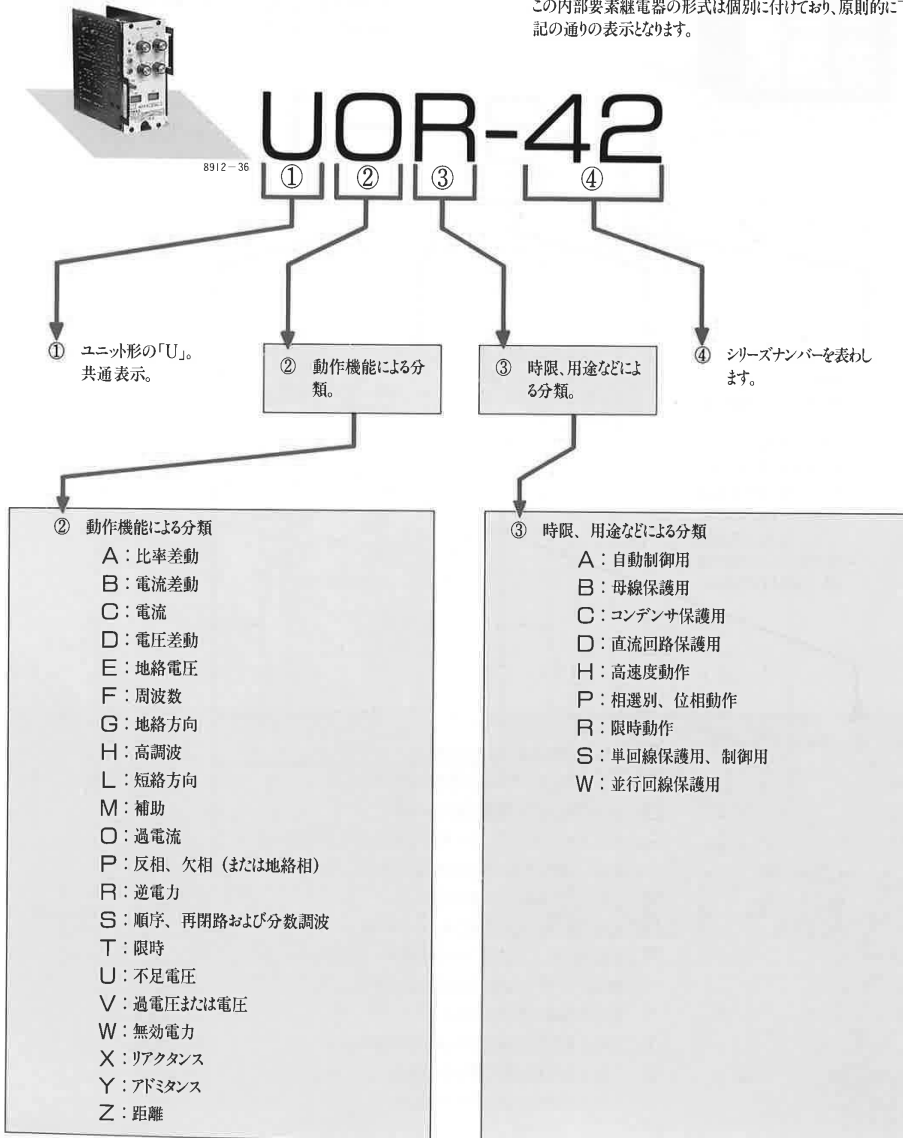 この内部要素継電器の形式は個別に付けており、原則的に
記の通りの表示となります。
8912-36
UOR-42
① ② ③ ④
① ユニット形の「U」。
共通表示。
② 動作機能による分
類。
③ 時限、用途などによ
る分類。
④ シリーズナンバーを表わし
ます。
② 動作機能による分類
A:比率差動
B:電流差動
C:電流
D:電圧差動
E:地絡電圧
F:周波数
G:地絡方向
H:高調波
L:短絡方向
M:補助
O:過電流
P:反相、欠相(または地絡相)
R:逆電力
S:順序、再閉路および分数調波
T:限時
U:不足電圧
V:過電圧または電圧
W:無効電力
X:リアクタンス
Y:アドミタンス
Z:距離
③ 時限、用途などによる分類
A:自動制御用
B:母線保護用
C:コンデンサ保護用
D:直流回路保護用
H:高速度動作
P:相選別、位相動作
R:限時動作
S:単回線保護用、制御用
W:並行回線保護用